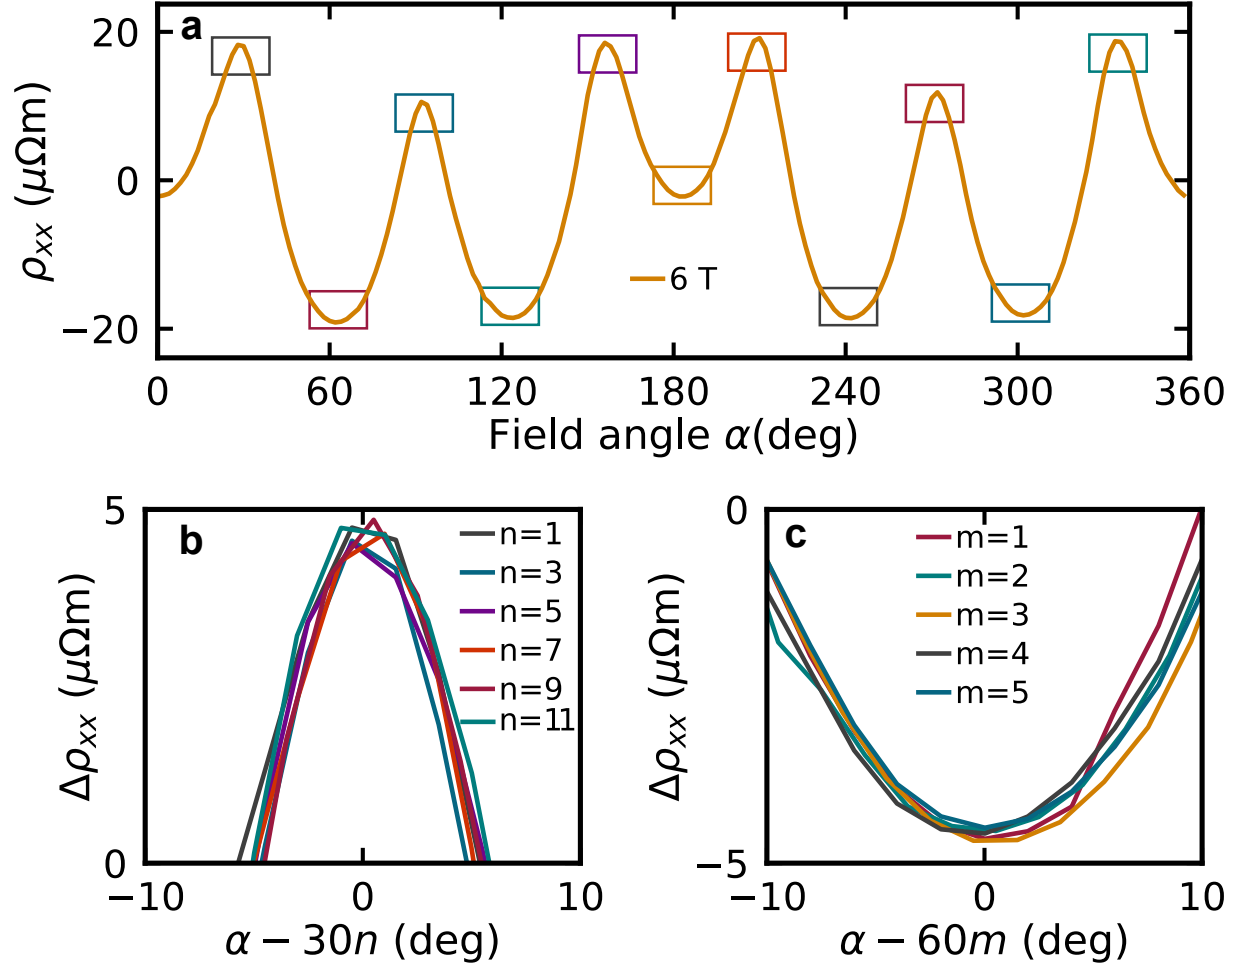 a
20
0
−20
ρxx (μΩm)
6 T
0 60 120 180 240 300 360
Field angle α(deg)
b
5
0
Δρxx (μΩm)
n=1
n=3
n=5
n=7
n=9
n=11
−10 0 10
α − 30n (deg)
c
0
−5
Δρxx (μΩm)
m=1
m=2
m=3
m=4
m=5
−10 0 10
α − 60m (deg)